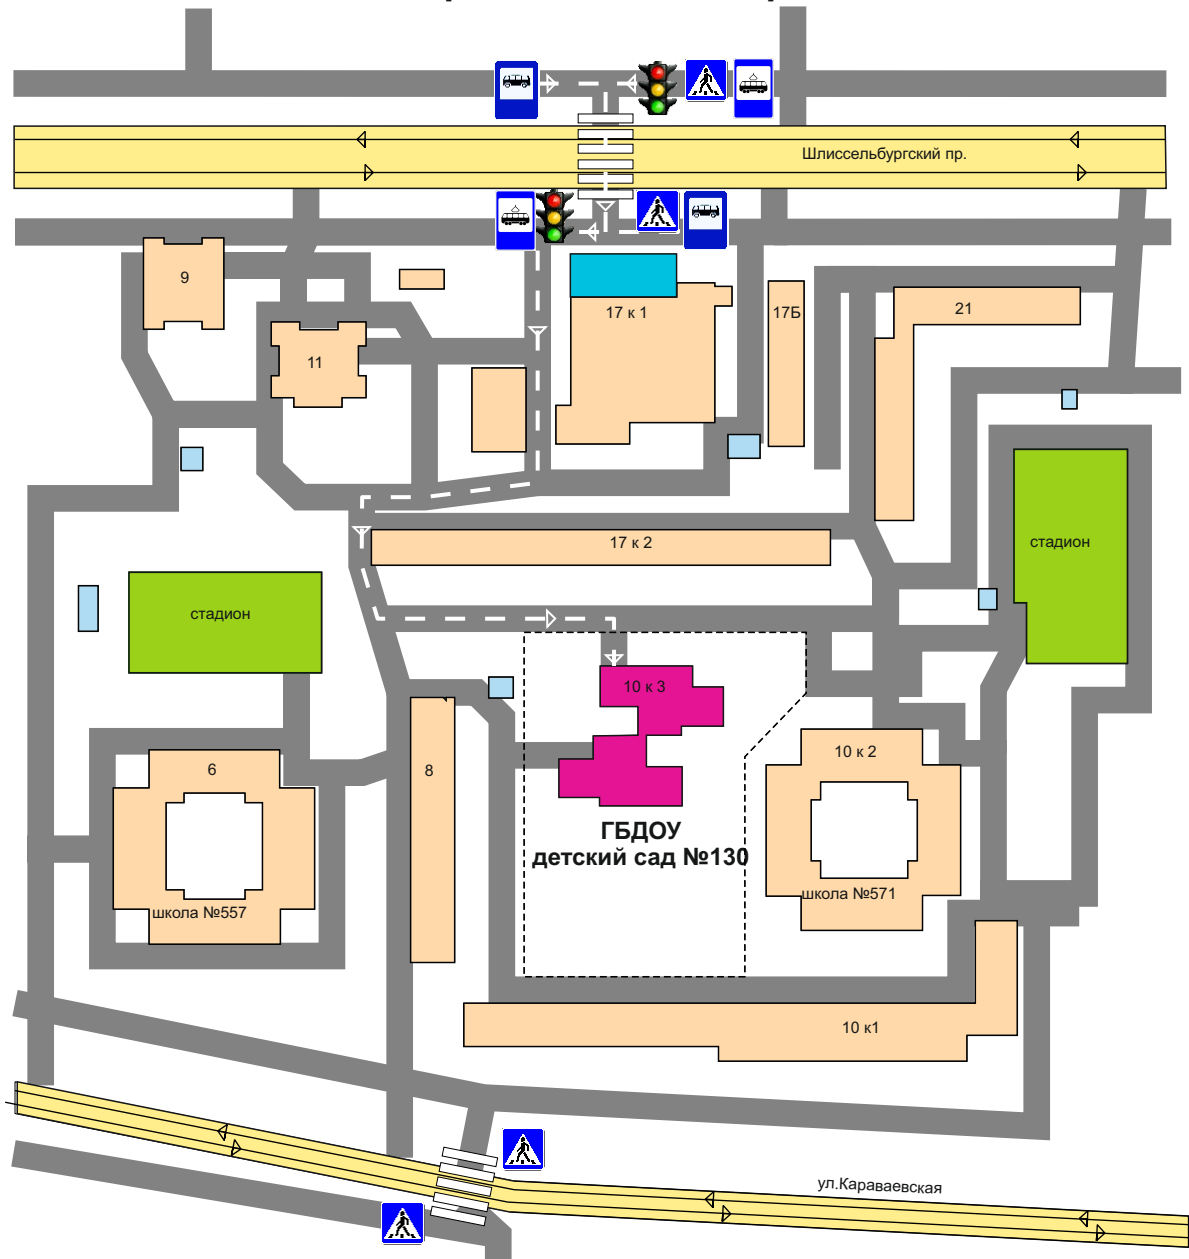 Шлиссельбургский пр.
9
17 к 1
17Б
21
11
17 к 2
стадион
стадион
10 к 3
10 к 2
6
8
ГБДОУ
детский сад №130
школа №571
школа №557
10 к1
ул.Караваевская